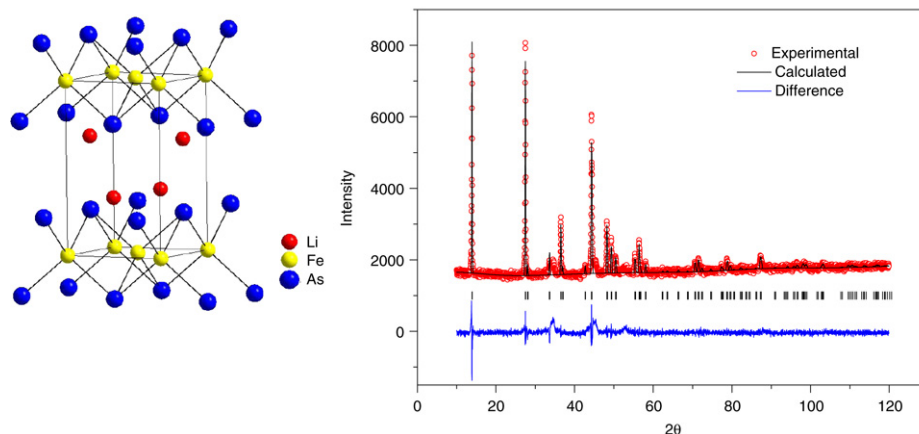 Li
Fe
As
Experimental
Calculated
Difference
Intensity
8000
6000
4000
2000
0
0 20 40 60 80 100 120
2θ